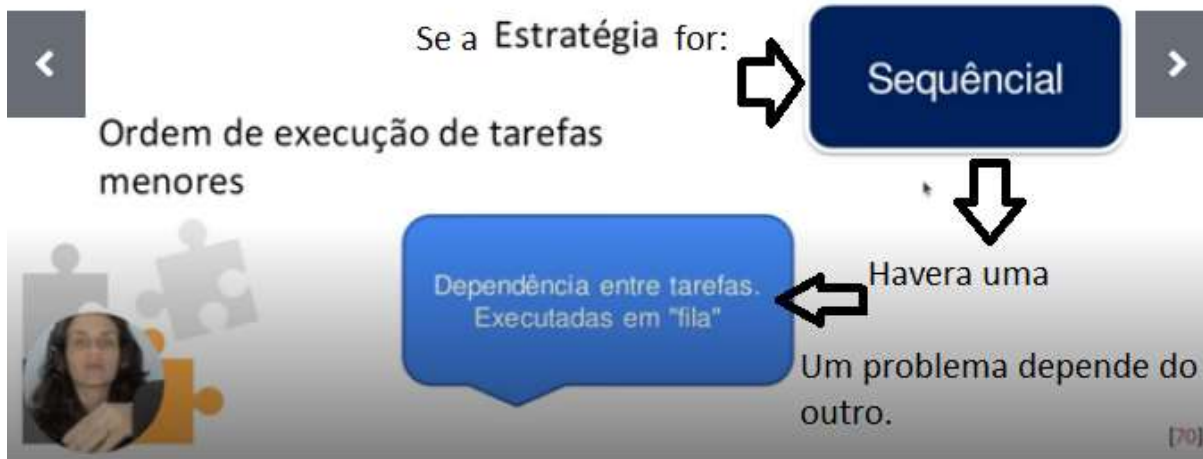 Se a Estratégia for:
Sequêncial
Ordem de execução de tarefas
menores
Havera uma
Dependência entre tarefas.
Executadas em "fila"
Um problema depende do
outro.
[70]